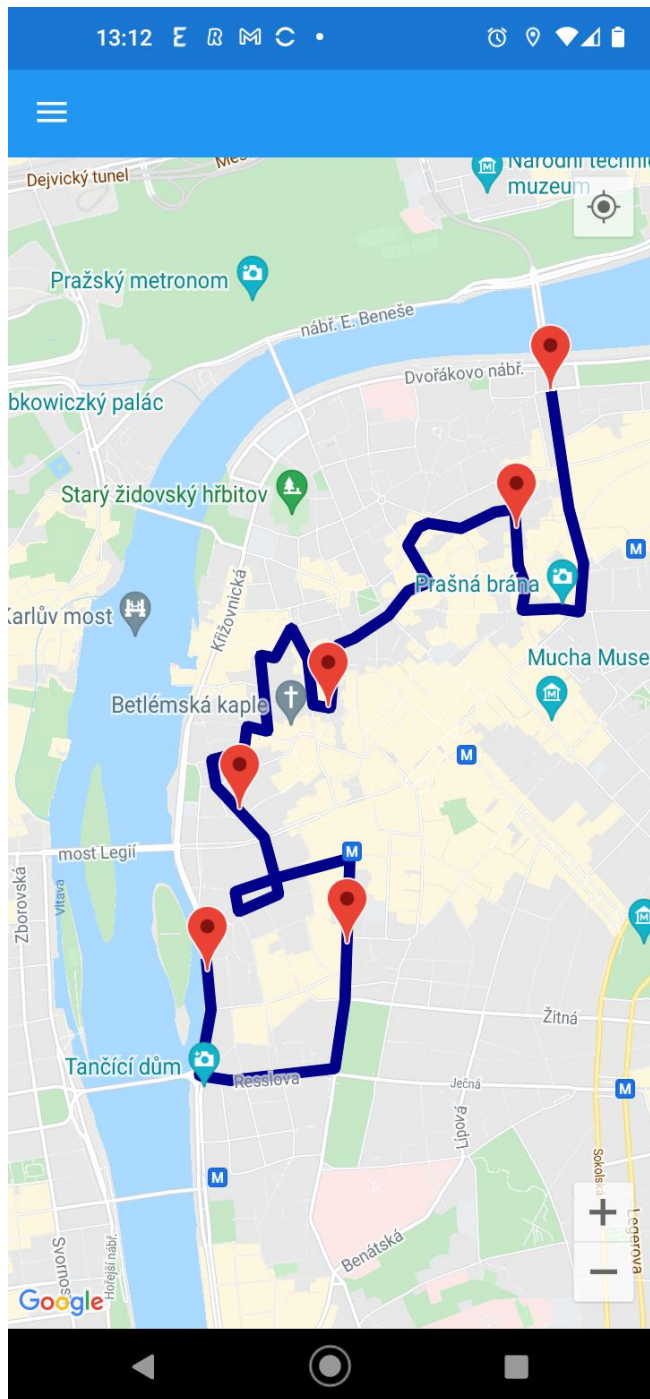 13:12
Národní
muzeum
Dejvický tunel
Pražský metronom
nábř. E. Beneše
Dvořákovo nábř.
bkowiczký palác
Starý židovský hřbitov
M
Prašná brána
Křižovnická
Karlův most
Mucha Muse
Betlémská kaple
M
most Legií
M
Zborovská
Vltava
Žitná
Tančící dům
Resslova
Ječná
M
Lípová
M
Sokolská
Legerova
Benátská
Svornos
Hořejší nábř.
+
−
Google